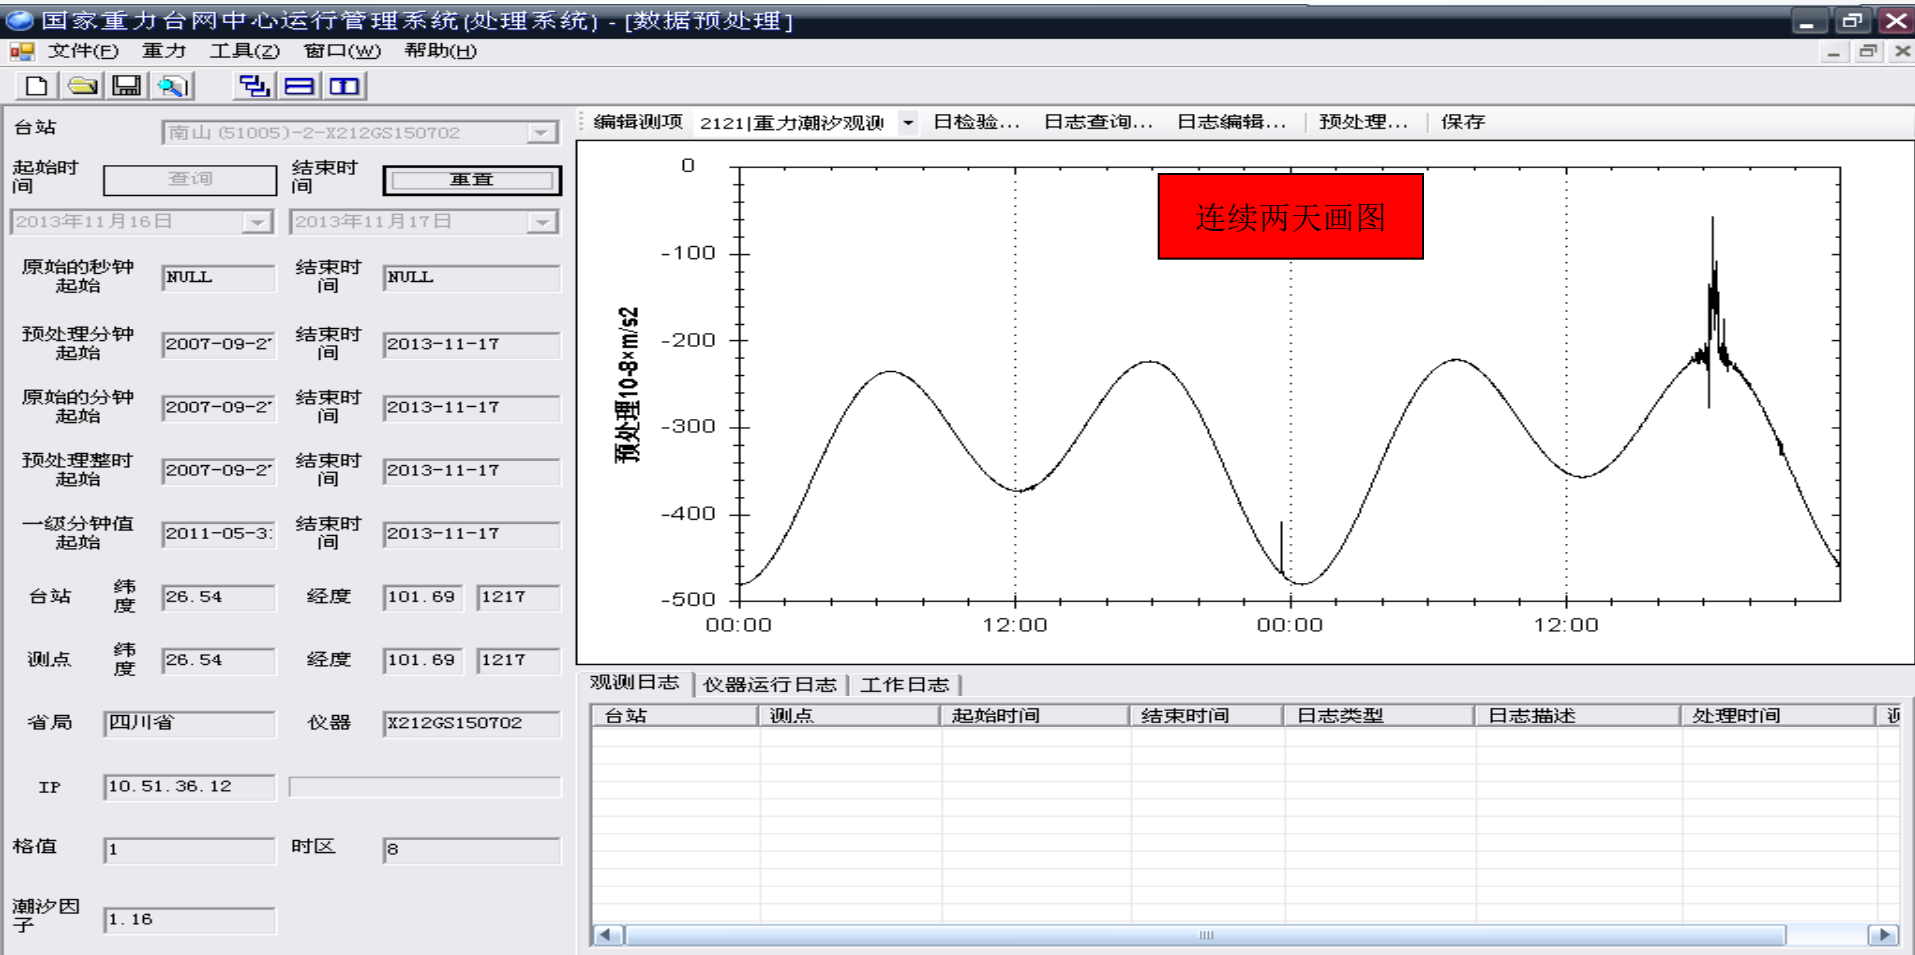 国家重力台网中心运行管理系统(处理系统) - [数据预处理]
文件(F) 重力 工具(Z) 窗口(W) 帮助(H)
台站 南山(51005)-2-X212GS150702
起始时间 查询 结束时间 重置
2013年11月16日 2013年11月17日
原始的秒钟起始 NULL 结束时间 NULL
预处理分钟起始 2007-09-2 结束时间 2013-11-17
原始的分钟起始 2007-09-2 结束时间 2013-11-17
预处理整时起始 2007-09-2 结束时间 2013-11-17
一级分钟值起始 2011-05-3 结束时间 2013-11-17
台站 纬度 26.54 经度 101.69 1217
测点 纬度 26.54 经度 101.69 1217
省局 四川省 仪器 X212GS150702
IP 10.51.36.12
格值 1 时区 8
潮汐因子 1.16
编辑测项 2121|重力潮汐观测 日检验... 日志查询... 日志编辑... 预处理... 保存
连续两天画图
预处理10-8×m/s2
0
-100
-200
-300
-400
-500
00:00 12:00 00:00 12:00
观测日志 仪器运行日志 工作日志
台站 测点 起始时间 结束时间 日志类型 日志描述 处理时间